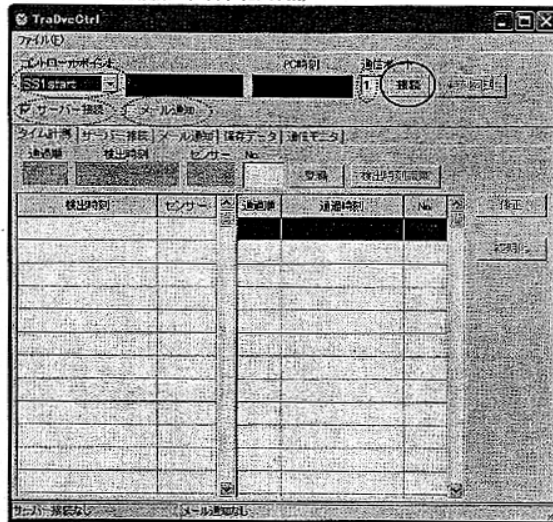 TraDvcCtrl
ファイル(F)
コントロールポイント PC時刻 通信ポート
SS1start 1 接続
サーバー接続 メール通知
タイム計測 サーバー接続 メール通知 保存データ 通信モニタ
通過順 検出時刻 センサー No.
登録
検出時刻 センサー 通過順 通過時刻 No. 修正
サーバー接続なし メール通知なし